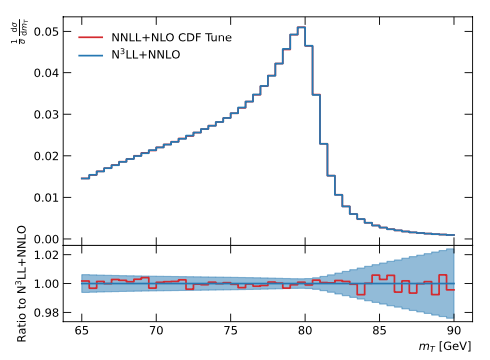 1/σ dσ/dm_T
0.05
0.04
0.03
0.02
0.01
0.00
NNLL+NLO CDF Tune
N³LL+NNLO
Ratio to N³LL+NNLO
1.02
1.00
0.98
65 70 75 80 85 90
m_T [GeV]